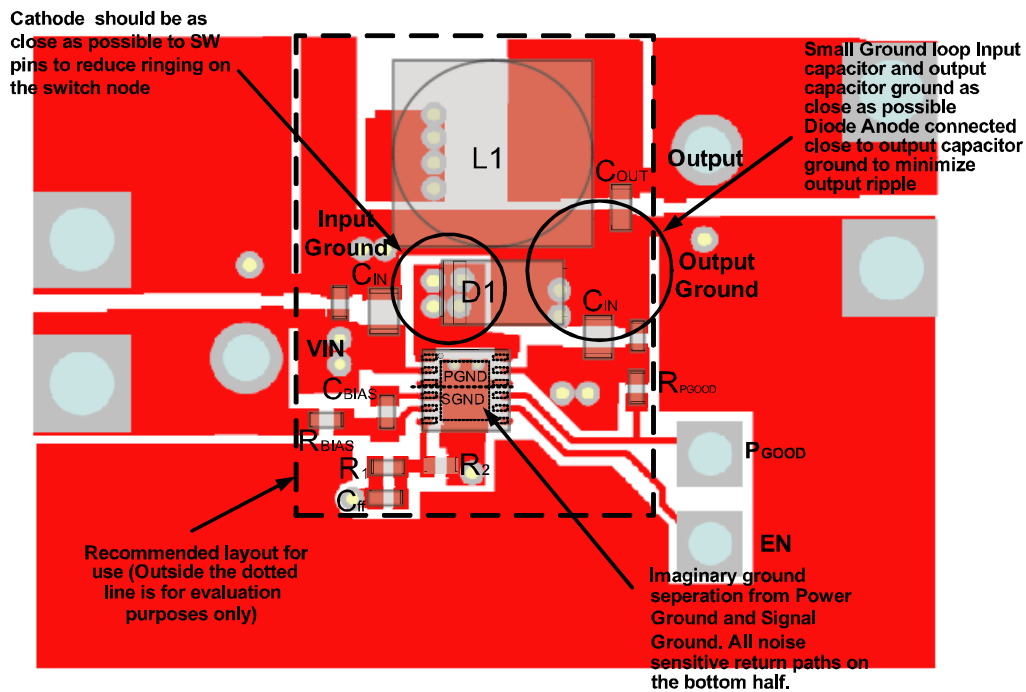 Cathode should be as
close as possible to SW
pins to reduce ringing on
the switch node
Small Ground loop Input
capacitor and output
capacitor ground as
close as possible
Diode Anode connected
close to output capacitor
ground to minimize
output ripple
L1
COUT
Output
Input
Ground
CIN
D1
CIN
Output
Ground
VIN
PGND
SGND
CBIAS
RPGOOD
RBIAS
R1
R2
Cff
PGOOD
EN
Recommended layout for
use (Outside the dotted
line is for evaluation
purposes only)
Imaginary ground
seperation from Power
Ground and Signal
Ground. All noise
sensitive return paths on
the bottom half.